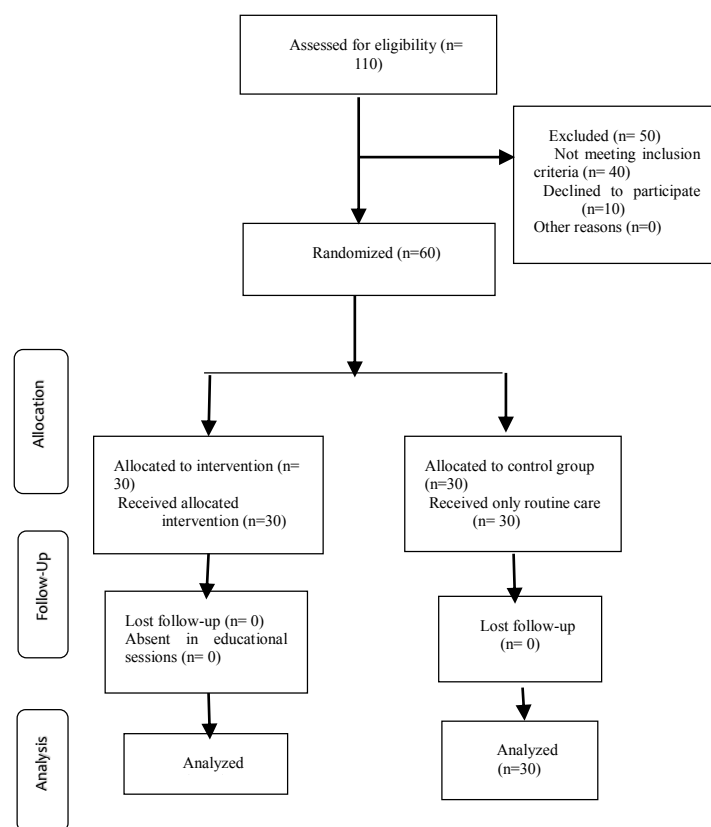 Assessed for eligibility (n=
110)
Excluded (n= 50)
Not meeting inclusion
criteria (n= 40)
Declined to participate
(n=10)
Other reasons (n=0)
Randomized (n=60)
Allocation
Allocated to intervention (n=
30)
Received allocated
intervention (n=30)
Allocated to control group
(n=30)
Received only routine care
(n= 30)
Follow-Up
Lost follow-up (n= 0)
Absent in educational
sessions (n= 0)
Lost follow-up
(n= 0)
Analysis
Analyzed
Analyzed
(n=30)